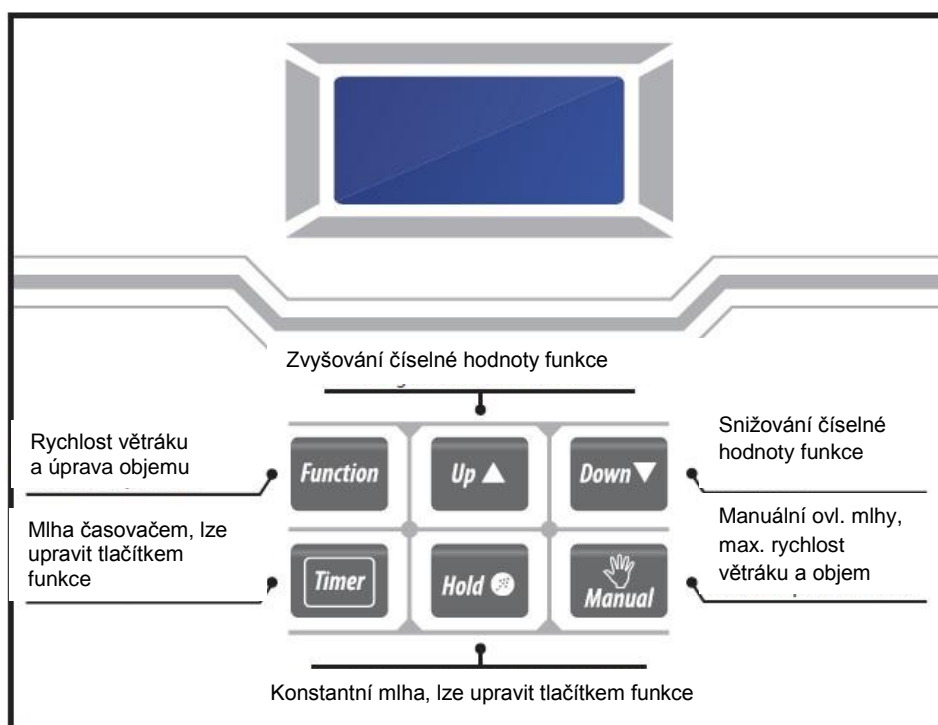 Zvyšování číselné hodnoty funkce
Rychlost větráku
a úprava objemu
Snižování číselné
hodnoty funkce
Function
Up ▲
Down ▼
Mlha časovačem, lze
upravit tlačítkem
funkce
Manuální ovl. mlhy,
max. rychlost
větráku a objem
Timer
Hold
Manual
Konstantní mlha, lze upravit tlačítkem funkce